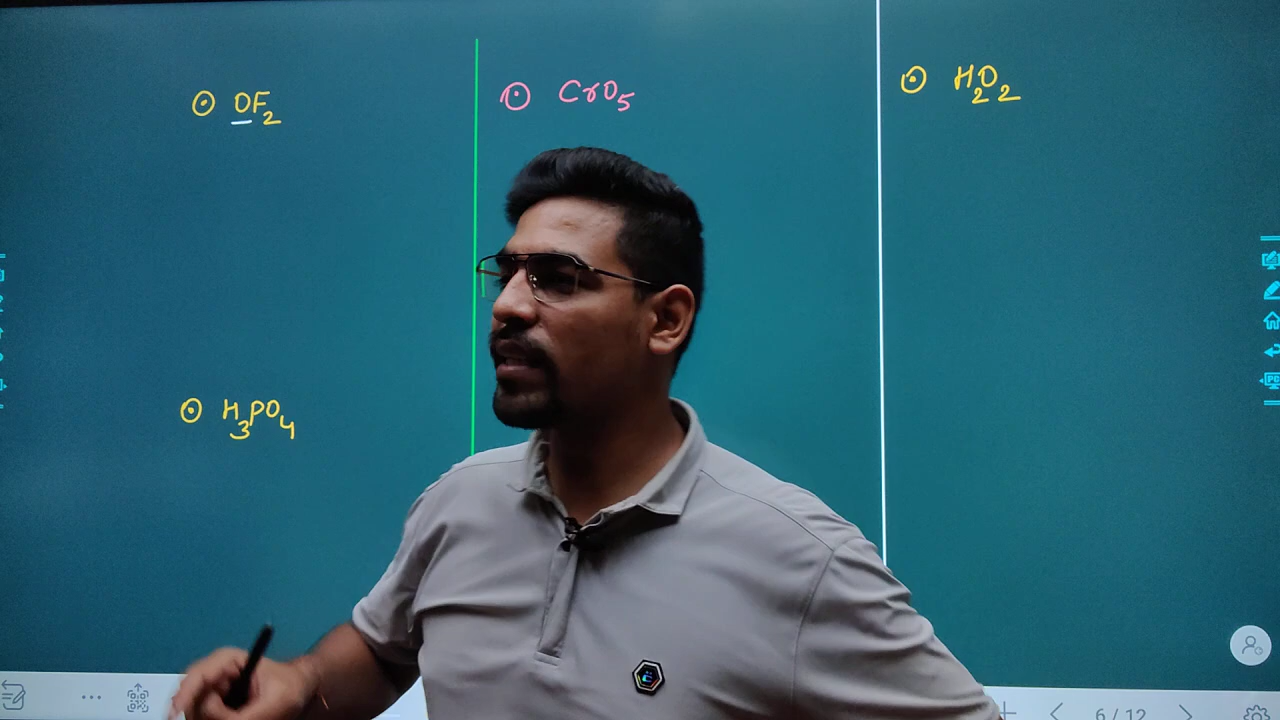 ⊙ OF₂
⊙ CrO₅
⊙ H₂O₂
⊙ H₃PO₄
6 / 12